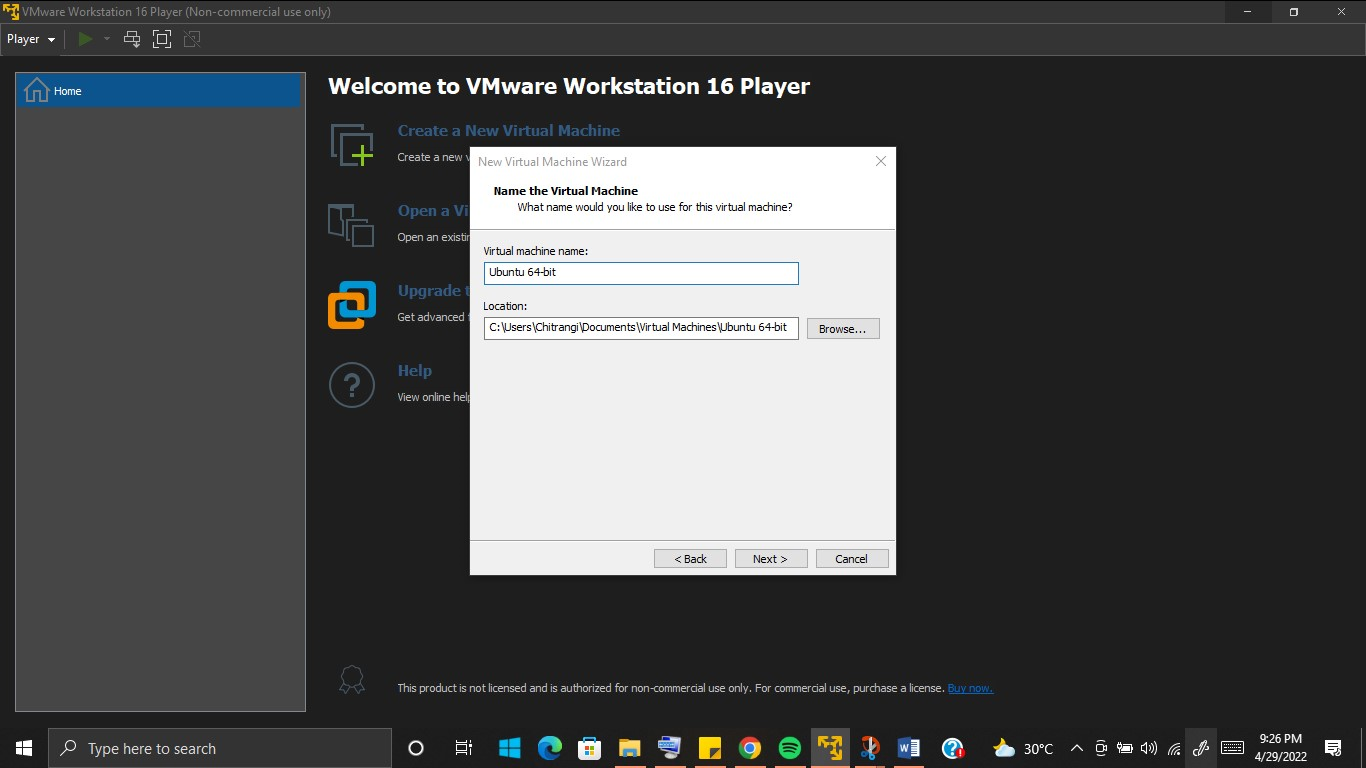 VMware Workstation 16 Player (Non-commercial use only)
Player
Home
Welcome to VMware Workstation 16 Player
Create a New Virtual Machine
Create a new v
Open a Vi
Open an existin
Upgrade t
Get advanced f
Help
View online help
New Virtual Machine Wizard
Name the Virtual Machine
What name would you like to use for this virtual machine?
Virtual machine name:
Ubuntu 64-bit
Location:
C:\Users\Chitrangi\Documents\Virtual Machines\Ubuntu 64-bit
Browse...
< Back
Next >
Cancel
This product is not licensed and is authorized for non-commercial use only. For commercial use, purchase a license. Buy now.
Type here to search
30°C
9:26 PM
4/29/2022